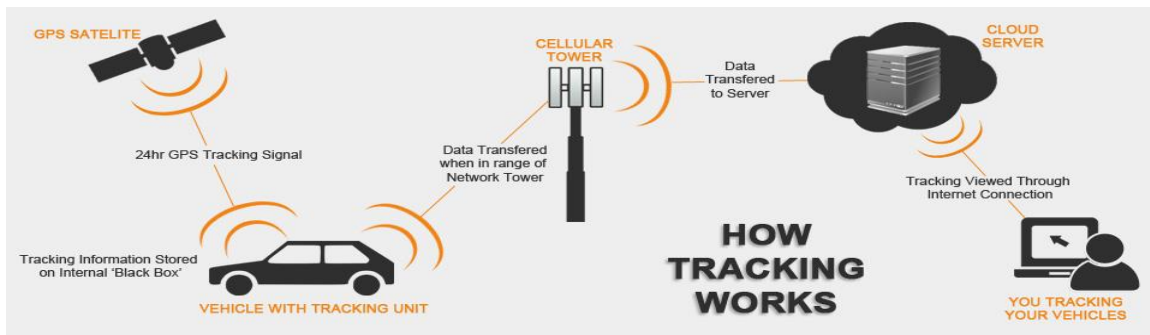 GPS SATELITE
24hr GPS Tracking Signal
Tracking Information Stored
on Internal 'Black Box'
VEHICLE WITH TRACKING UNIT
Data Transfered
when in range of
Network Tower
CELLULAR
TOWER
Data
Transfered
to Server
CLOUD
SERVER
Tracking Viewed Through
Internet Connection
YOU TRACKING
YOUR VEHICLES
HOW
TRACKING
WORKS